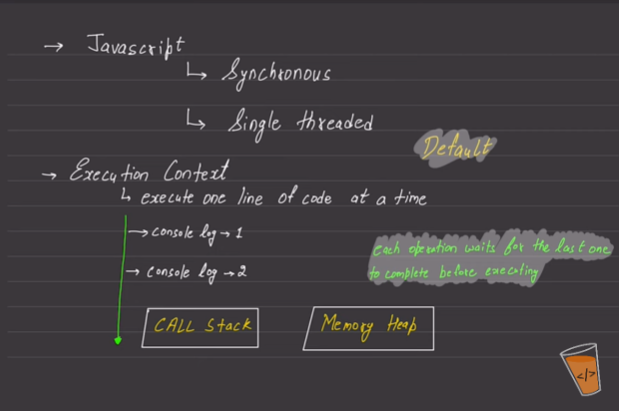 → Javascript
↳ Synchronous
↳ Single threaded
Default
→ Execution Context
↳ execute one line of code at a time
→ console log → 1
→ console log → 2
Each operation waits for the last one
to complete before executing
CALL Stack
Memory Heap
</>